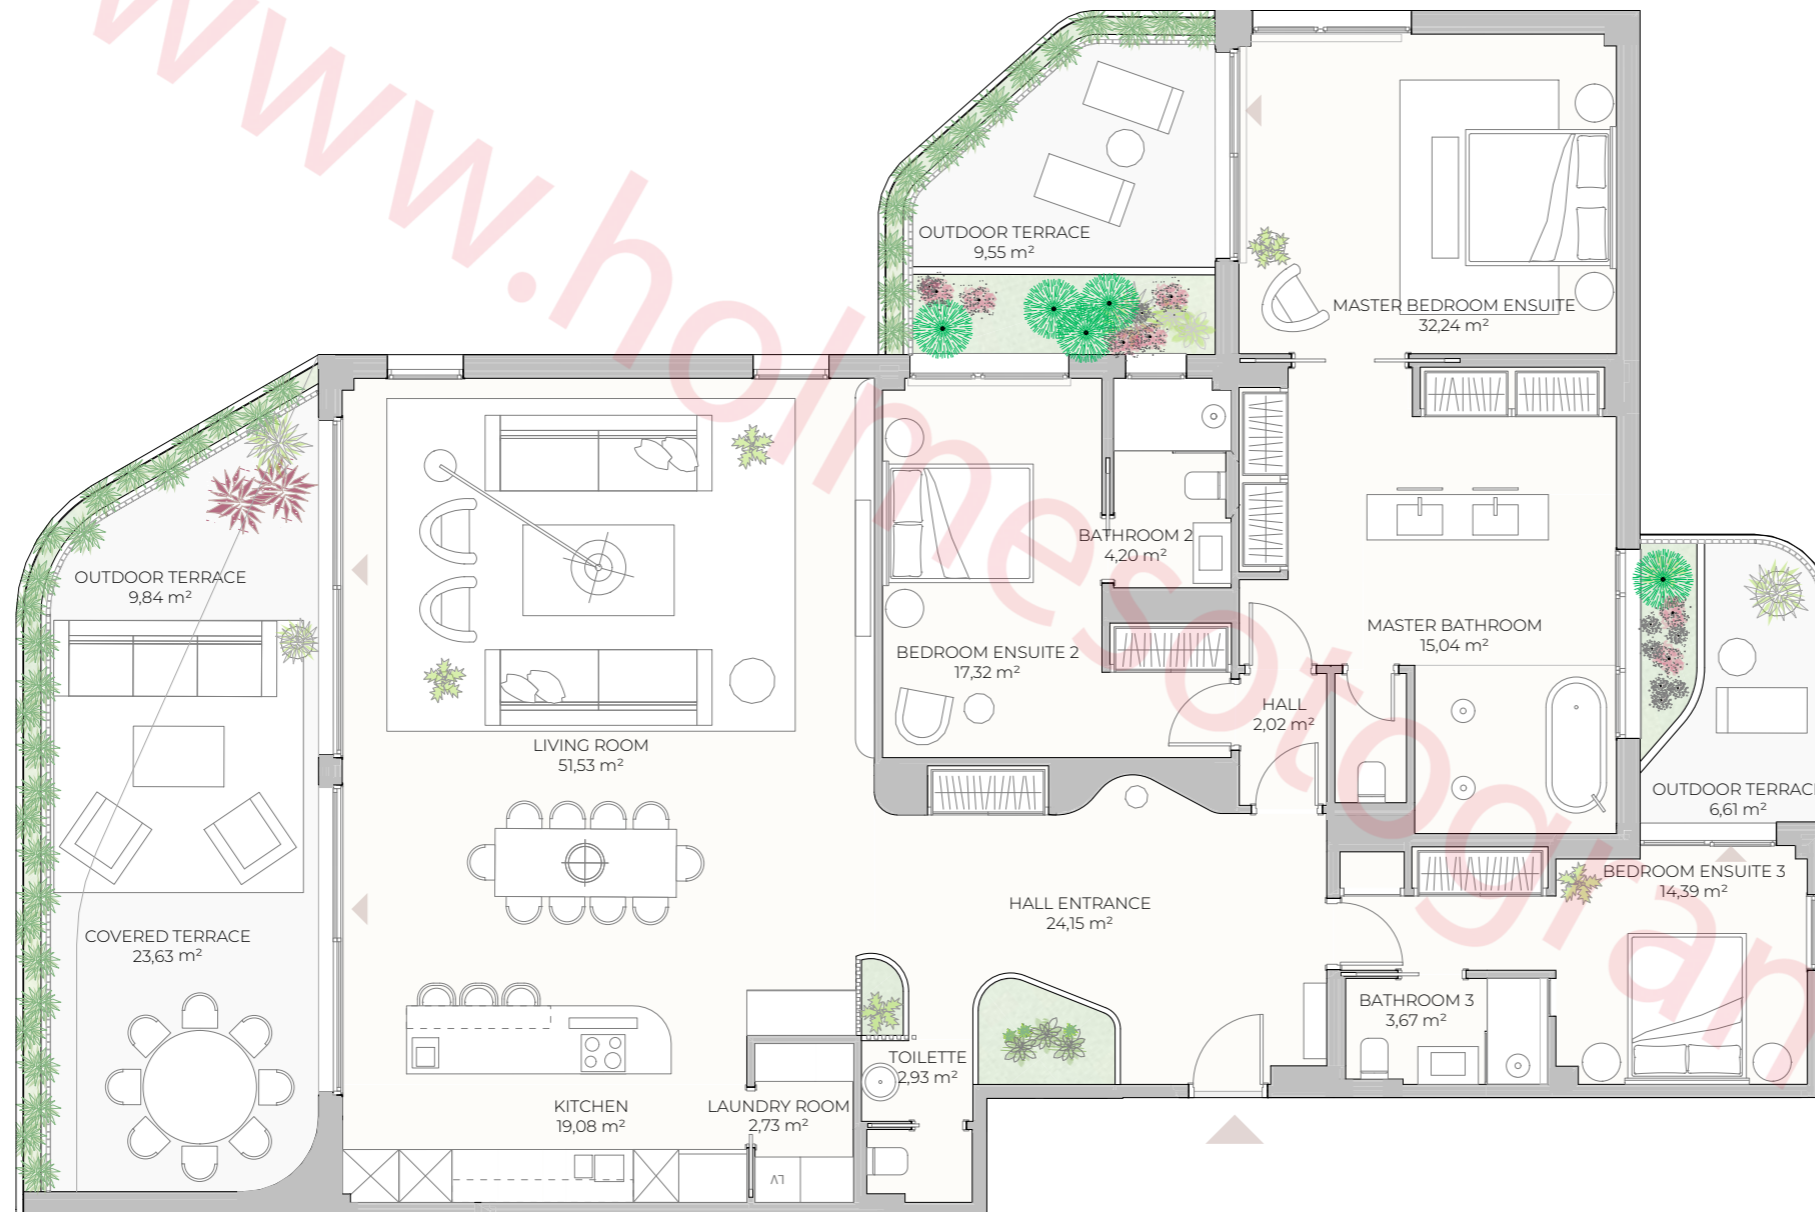 www.holmesotogran
OUTDOOR TERRACE
9,55 m²
MASTER BEDROOM ENSUITE
32,24 m²
OUTDOOR TERRACE
9,84 m²
BATHROOM 2
4,20 m²
MASTER BATHROOM
15,04 m²
BEDROOM ENSUITE 2
17,32 m²
HALL
2,02 m²
LIVING ROOM
51,53 m²
OUTDOOR TERRAC
6,61 m²
BEDROOM ENSUITE 3
14,39 m²
HALL ENTRANCE
24,15 m²
COVERED TERRACE
23,63 m²
BATHROOM 3
3,67 m²
TOILETTE
2,93 m²
KITCHEN
19,08 m²
LAUNDRY ROOM
2,73 m²
LV